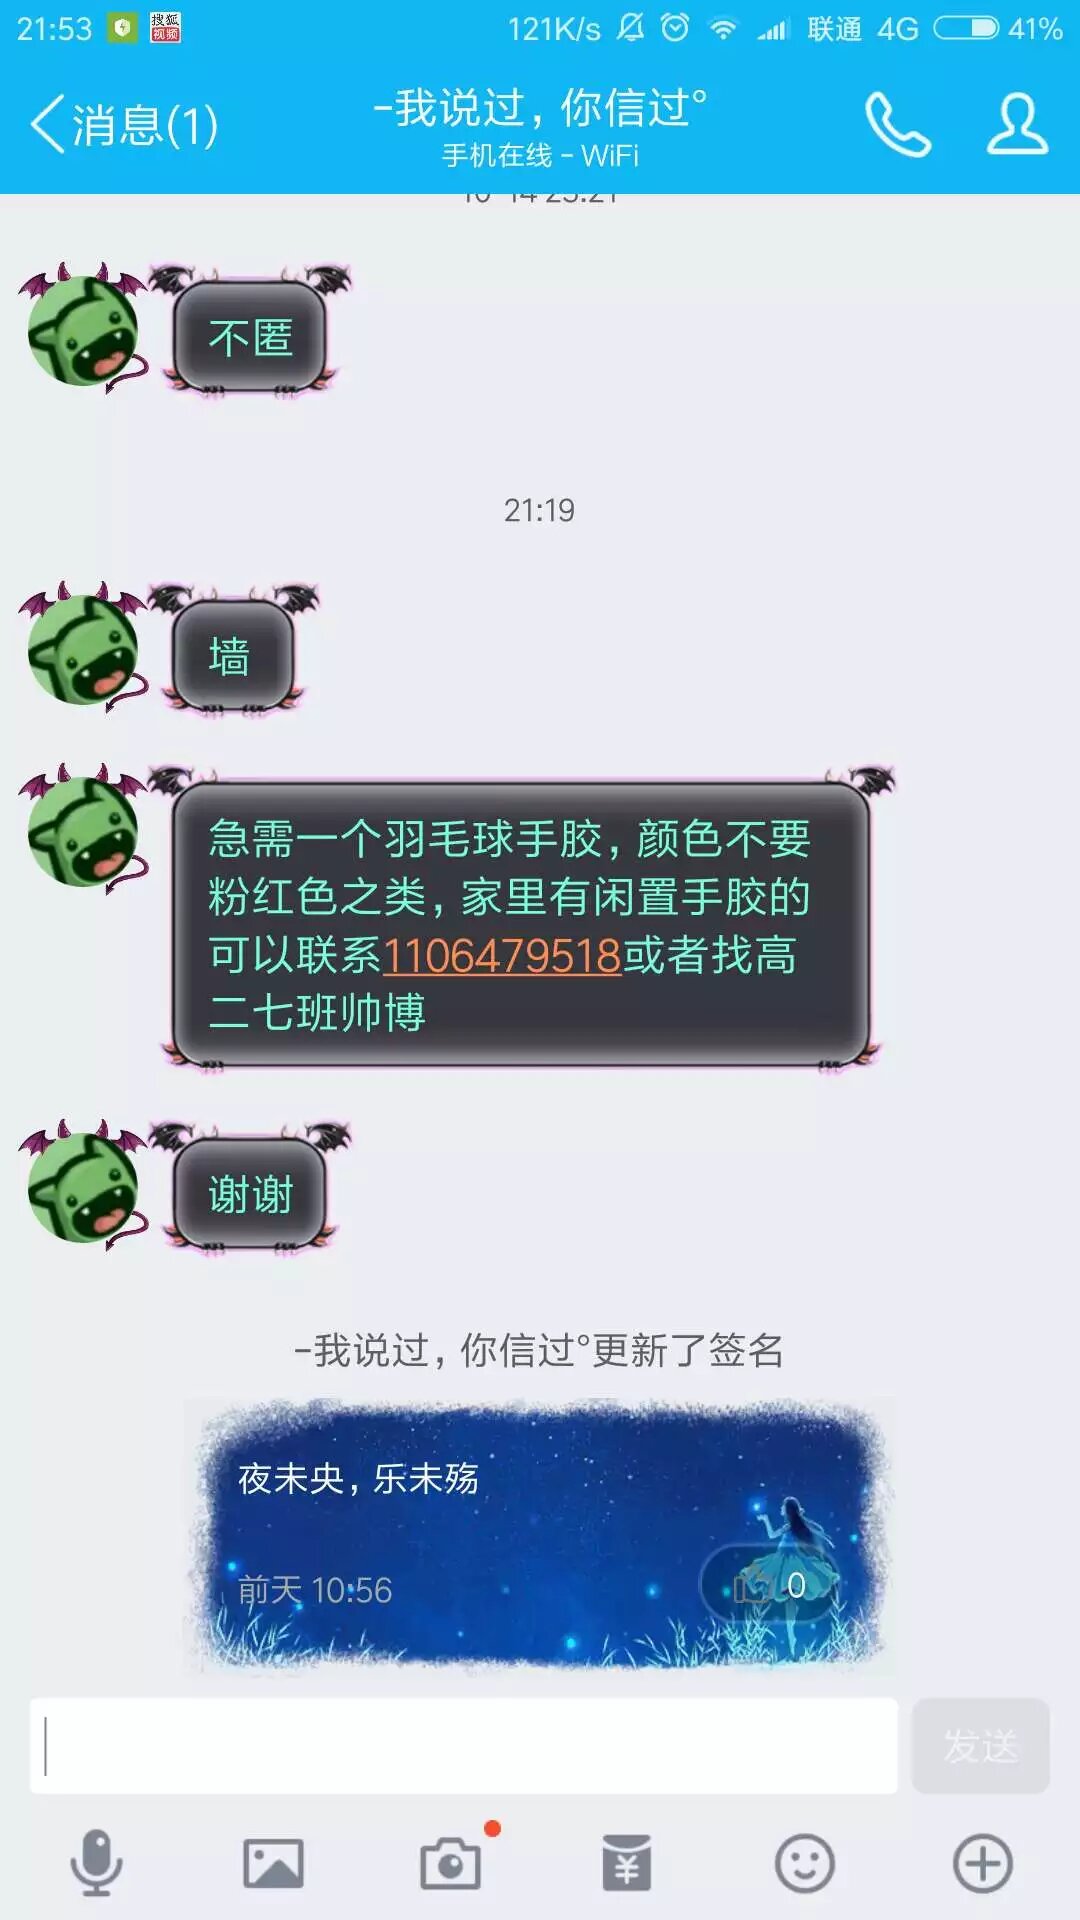 21:53 搜狐视频 121K/s 联通 4G 41%
消息(1)
-我说过，你信过°
手机在线 - WiFi
不匿
21:19
墙
急需一个羽毛球手胶，颜色不要
粉红色之类，家里有闲置手胶的
可以联系1106479518或者找高
二七班帅博
谢谢
-我说过，你信过°更新了签名
夜未央，乐未殇
前天 10:56
0
发送